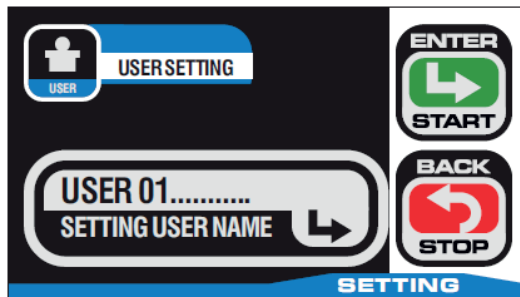 USER SETTING
USER
USER 01...........
SETTING USER NAME
ENTER
START
BACK
STOP
SETTING